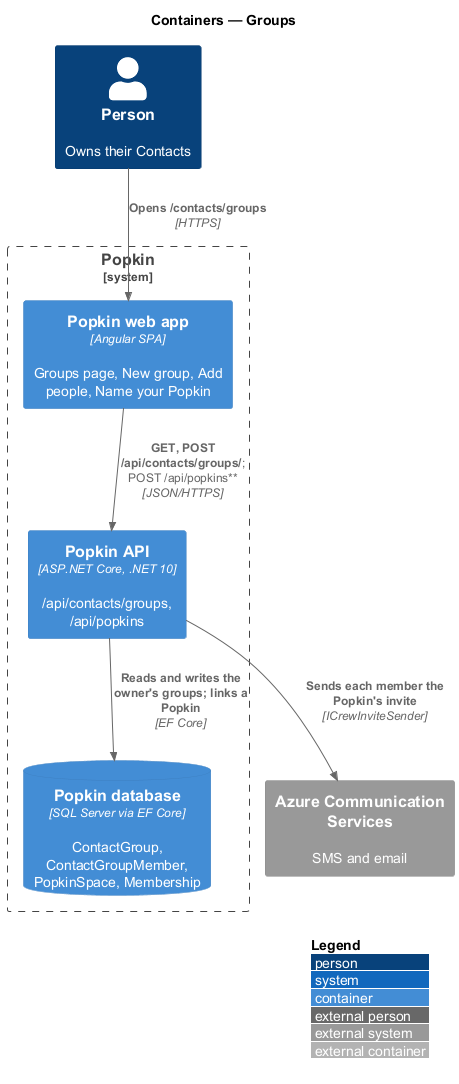 Containers — Groups
Person
Owns their Contacts
Opens /contacts/groups
[HTTPS]
Popkin
[system]
Popkin web app
[Angular SPA]
Groups page, New group, Add
people, Name your Popkin
GET, POST
/api/contacts/groups/;
POST /api/popkins**
[JSON/HTTPS]
Popkin API
[ASP.NET Core, .NET 10]
/api/contacts/groups,
/api/popkins
Reads and writes the
owner's groups; links a
Popkin
[EF Core]
Sends each member the
Popkin's invite
[ICrewInviteSender]
Popkin database
[SQL Server via EF Core]
ContactGroup,
ContactGroupMember,
PopkinSpace, Membership
Azure Communication
Services
SMS and email
Legend
person
system
container
external person
external system
external container